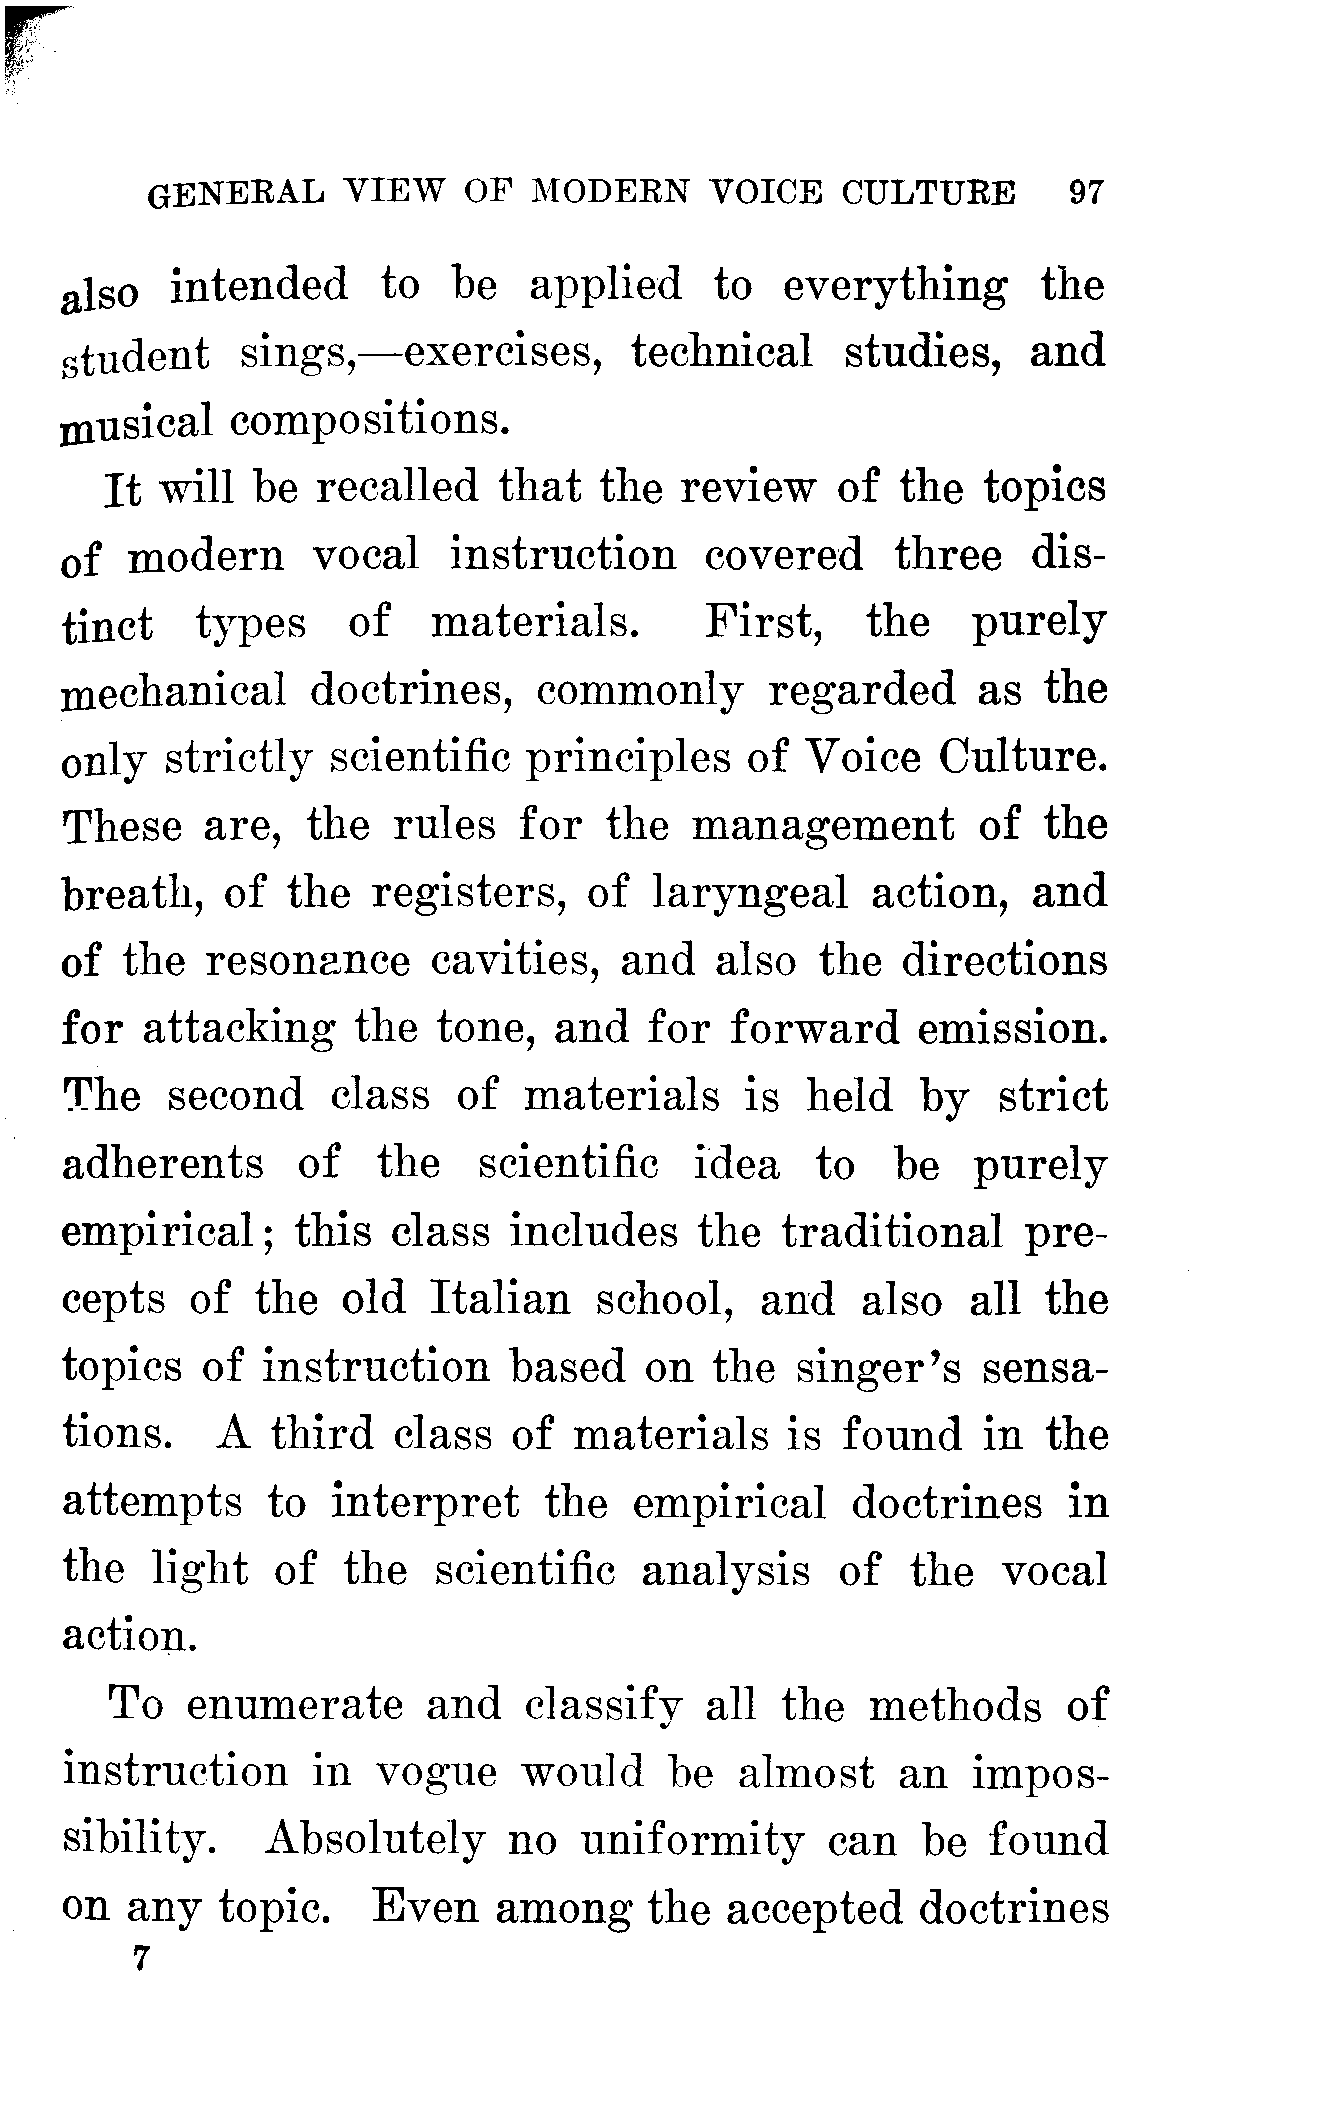 GENERAL VIEW OF MODERN VOICE CULTURE 97
also intended to be applied to everything the
student sings,—exercises, technical studies, and
musical compositions.
It will be recalled that the review of the topics
of modern vocal instruction covered three dis-
tinct types of materials. First, the purely
mechanical doctrines, commonly regarded as the
only strictly scientific principles of Voice Culture.
These are, the rules for the management of the
breath, of the registers, of laryngeal action, and
of the resonance cavities, and also the directions
for attacking the tone, and for forward emission.
The second class of materials is held by strict
adherents of the scientific idea to be purely
empirical; this class includes the traditional pre-
cepts of the old Italian school, and also all the
topics of instruction based on the singer's sensa-
tions. A third class of materials is found in the
attempts to interpret the empirical doctrines in
the light of the scientific analysis of the vocal
action.
To enumerate and classify all the methods of
instruction in vogue would be almost an impos-
sibility. Absolutely no uniformity can be found
on any topic. Even among the accepted doctrines
7